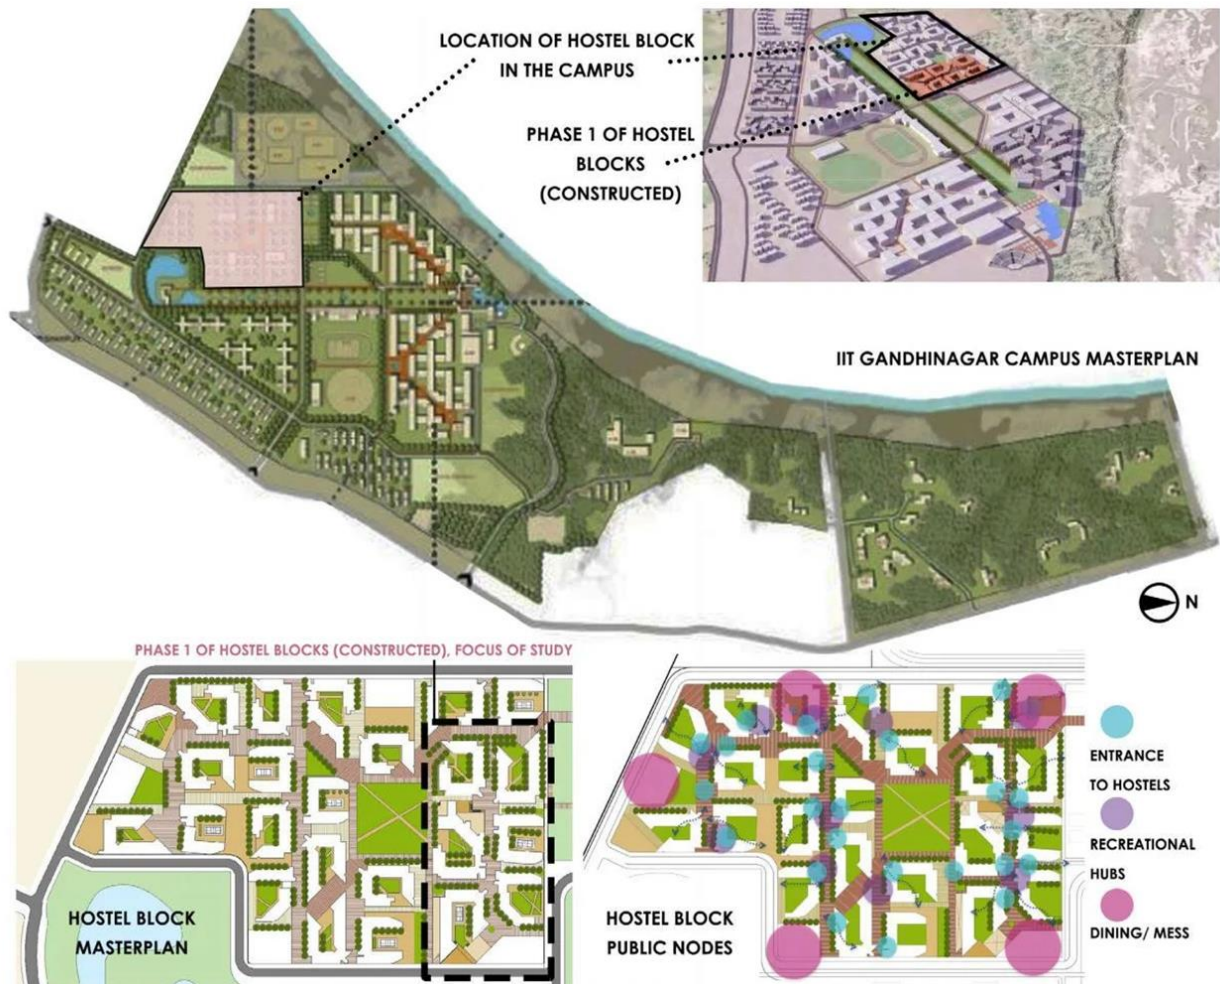 LOCATION OF HOSTEL BLOCK
IN THE CAMPUS
PHASE 1 OF HOSTEL
BLOCKS
(CONSTRUCTED)
IIT GANDHINAGAR CAMPUS MASTERPLAN
N
PHASE 1 OF HOSTEL BLOCKS (CONSTRUCTED), FOCUS OF STUDY
HOSTEL BLOCK
MASTERPLAN
HOSTEL BLOCK
PUBLIC NODES
ENTRANCE
TO HOSTELS
RECREATIONAL
HUBS
DINING/ MESS